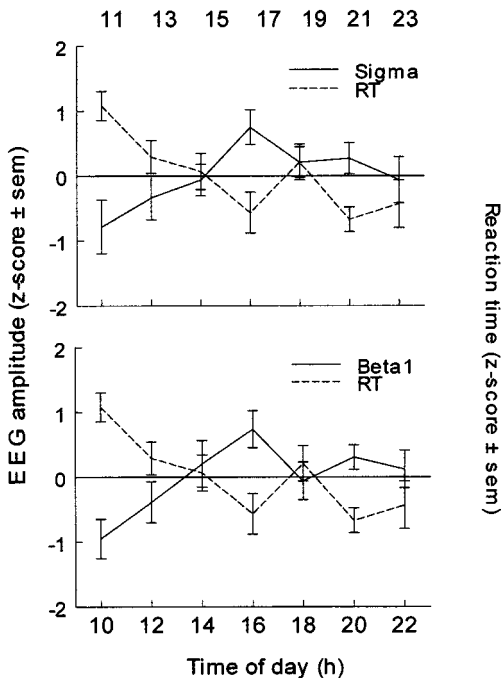 11 13 15 17 19 21 23
2
1
0
-1
-2
Sigma
RT
EEG amplitude (z-score ± sem)
Reaction time (z-score ± sem)
2
1
0
-1
-2
Beta1
RT
10 12 14 16 18 20 22
Time of day (h)